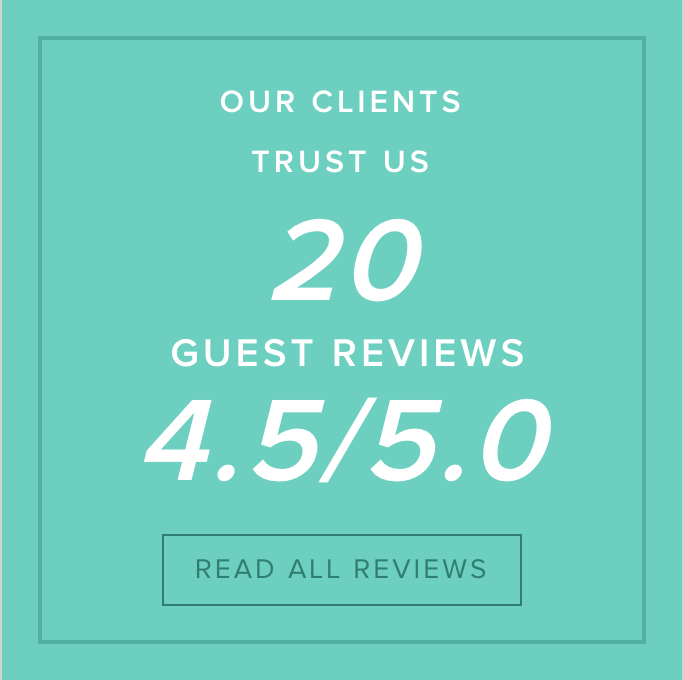 OUR CLIENTS
TRUST US
20
GUEST REVIEWS
4.5/5.0
READ ALL REVIEWS